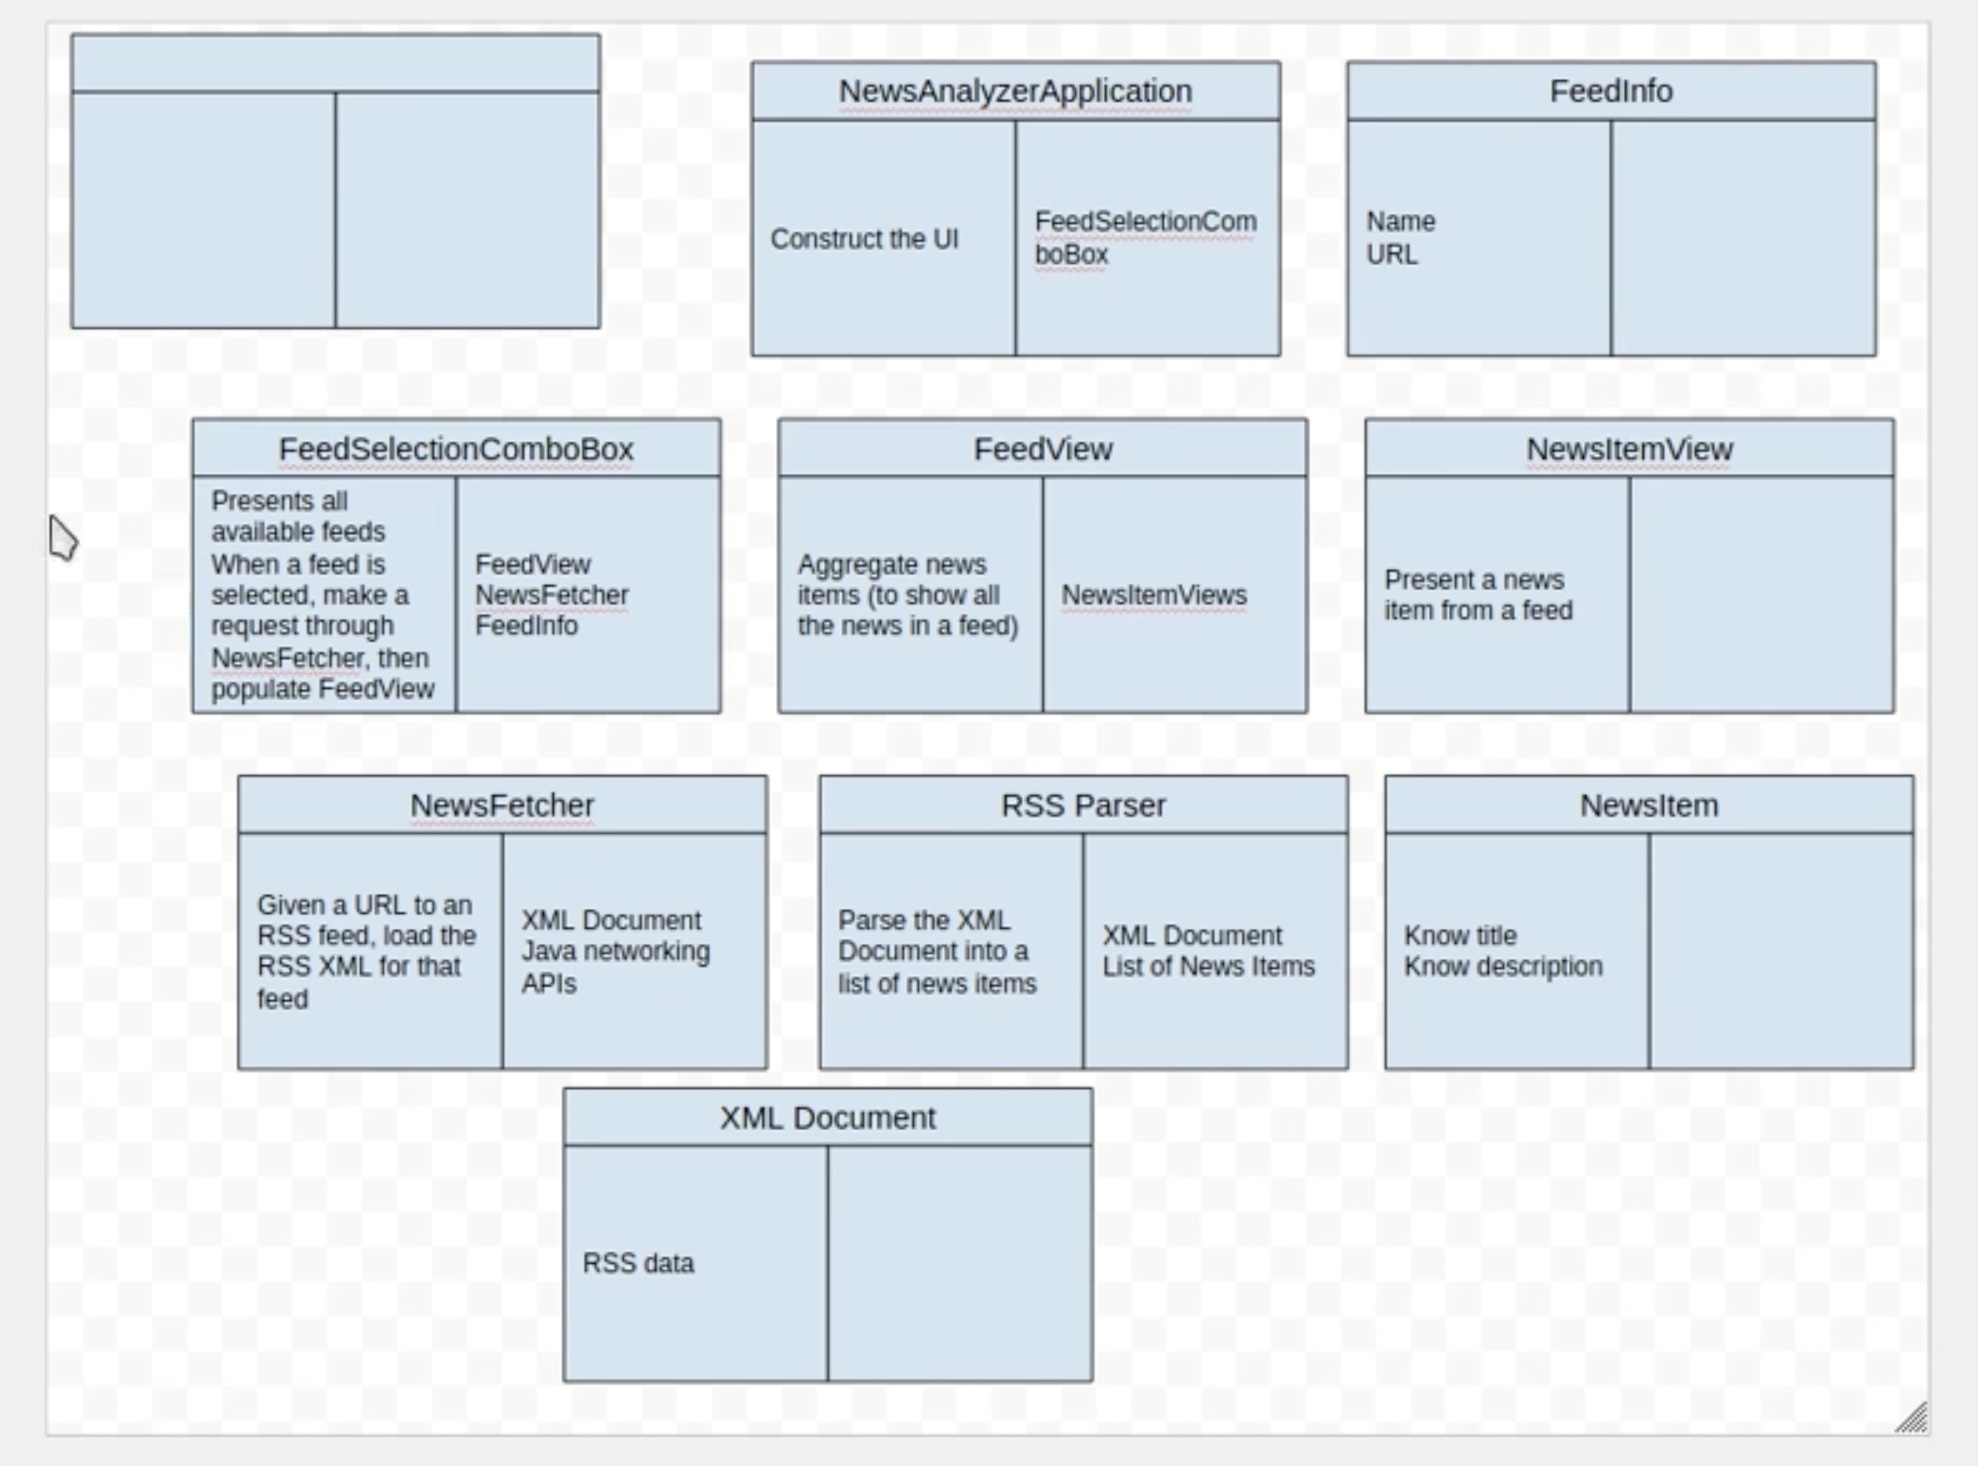 NewsAnalyzerApplication
Construct the UI
FeedSelectionCom
boBox
FeedInfo
Name
URL
FeedSelectionComboBox
Presents all
available feeds
When a feed is
selected, make a
request through
NewsFetcher, then
populate FeedView
FeedView
NewsFetcher
FeedInfo
FeedView
Aggregate news
items (to show all
the news in a feed)
NewsItemViews
NewsItemView
Present a news
item from a feed
NewsFetcher
Given a URL to an
RSS feed, load the
RSS XML for that
feed
XML Document
Java networking
APIs
RSS Parser
Parse the XML
Document into a
list of news items
XML Document
List of News Items
NewsItem
Know title
Know description
XML Document
RSS data